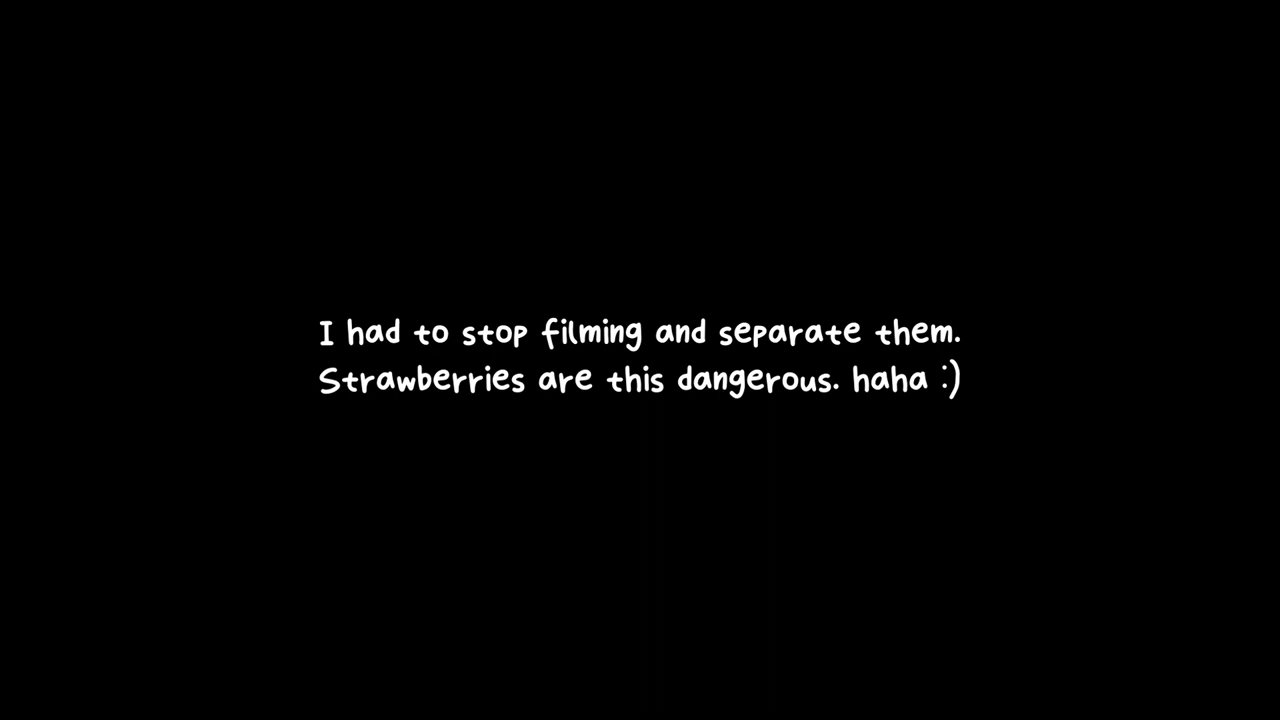 I had to stop filming and separate them.
Strawberries are this dangerous. haha :)